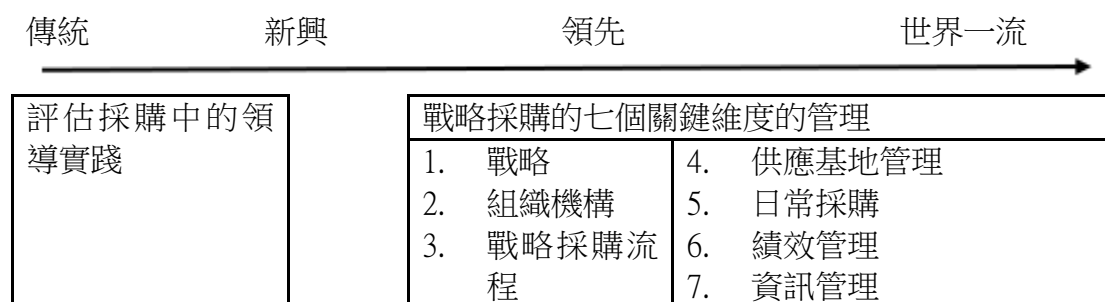 傳統 新興 領先 世界一流
評估採購中的領
導實踐
戰略採購的七個關鍵維度的管理
1. 戰略
2. 組織機構
3. 戰略採購流
程
4. 供應基地管理
5. 日常採購
6. 績效管理
7. 資訊管理